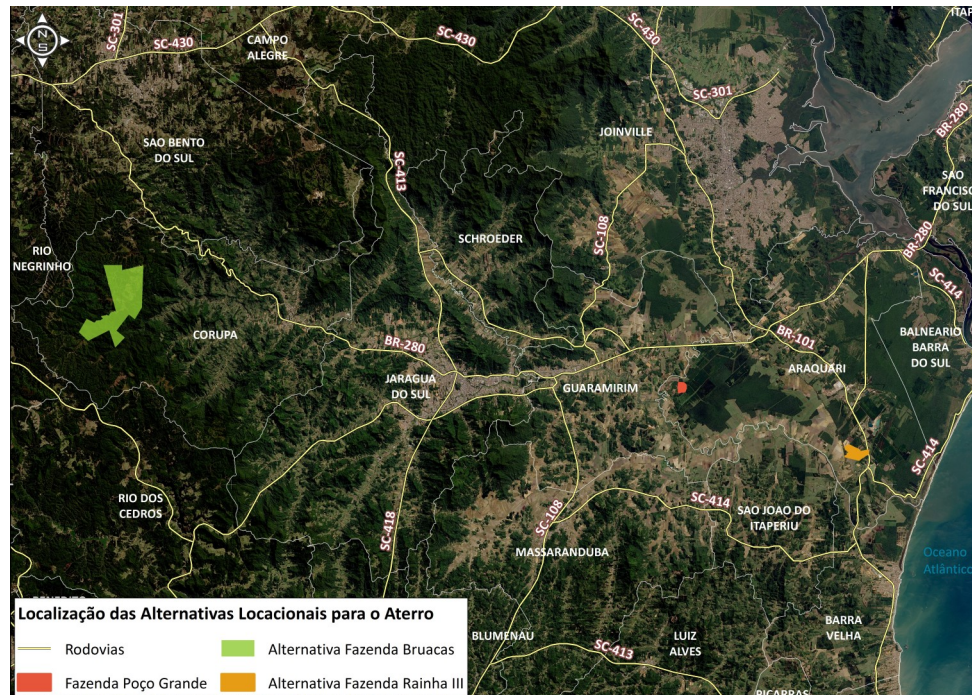 SC-301
SC-430
CAMPO
ALEGRE
SC-430
SC-430
N
S
SC-301
JOINVILLE
BR-280
SAO BENTO
DO SUL
SC-413
SAO
FRANCISC
DO SUL
SC-108
SCHROEDER
BR-280
RIO
NEGRINHO
SC-414
CORUPA
BR-280
BR-101
BALNEARIO
BARRA
DO SUL
ARAQUARI
JARAGUA
DO SUL
GUARAMIRIM
SC-414
RIO DOS
CEDROS
SC-418
SC-108
SC-414
SAO JOAO DO
ITAPERIU
MASSARANDUBA
Oceano
Atlântico
Localização das Alternativas Locacionais para o Aterro
Rodovias
Alternativa Fazenda Bruacas
Fazenda Poço Grande
Alternativa Fazenda Rainha III
BLUMENAU
SC-413
LUIZ
ALVES
BARRA
VELHA